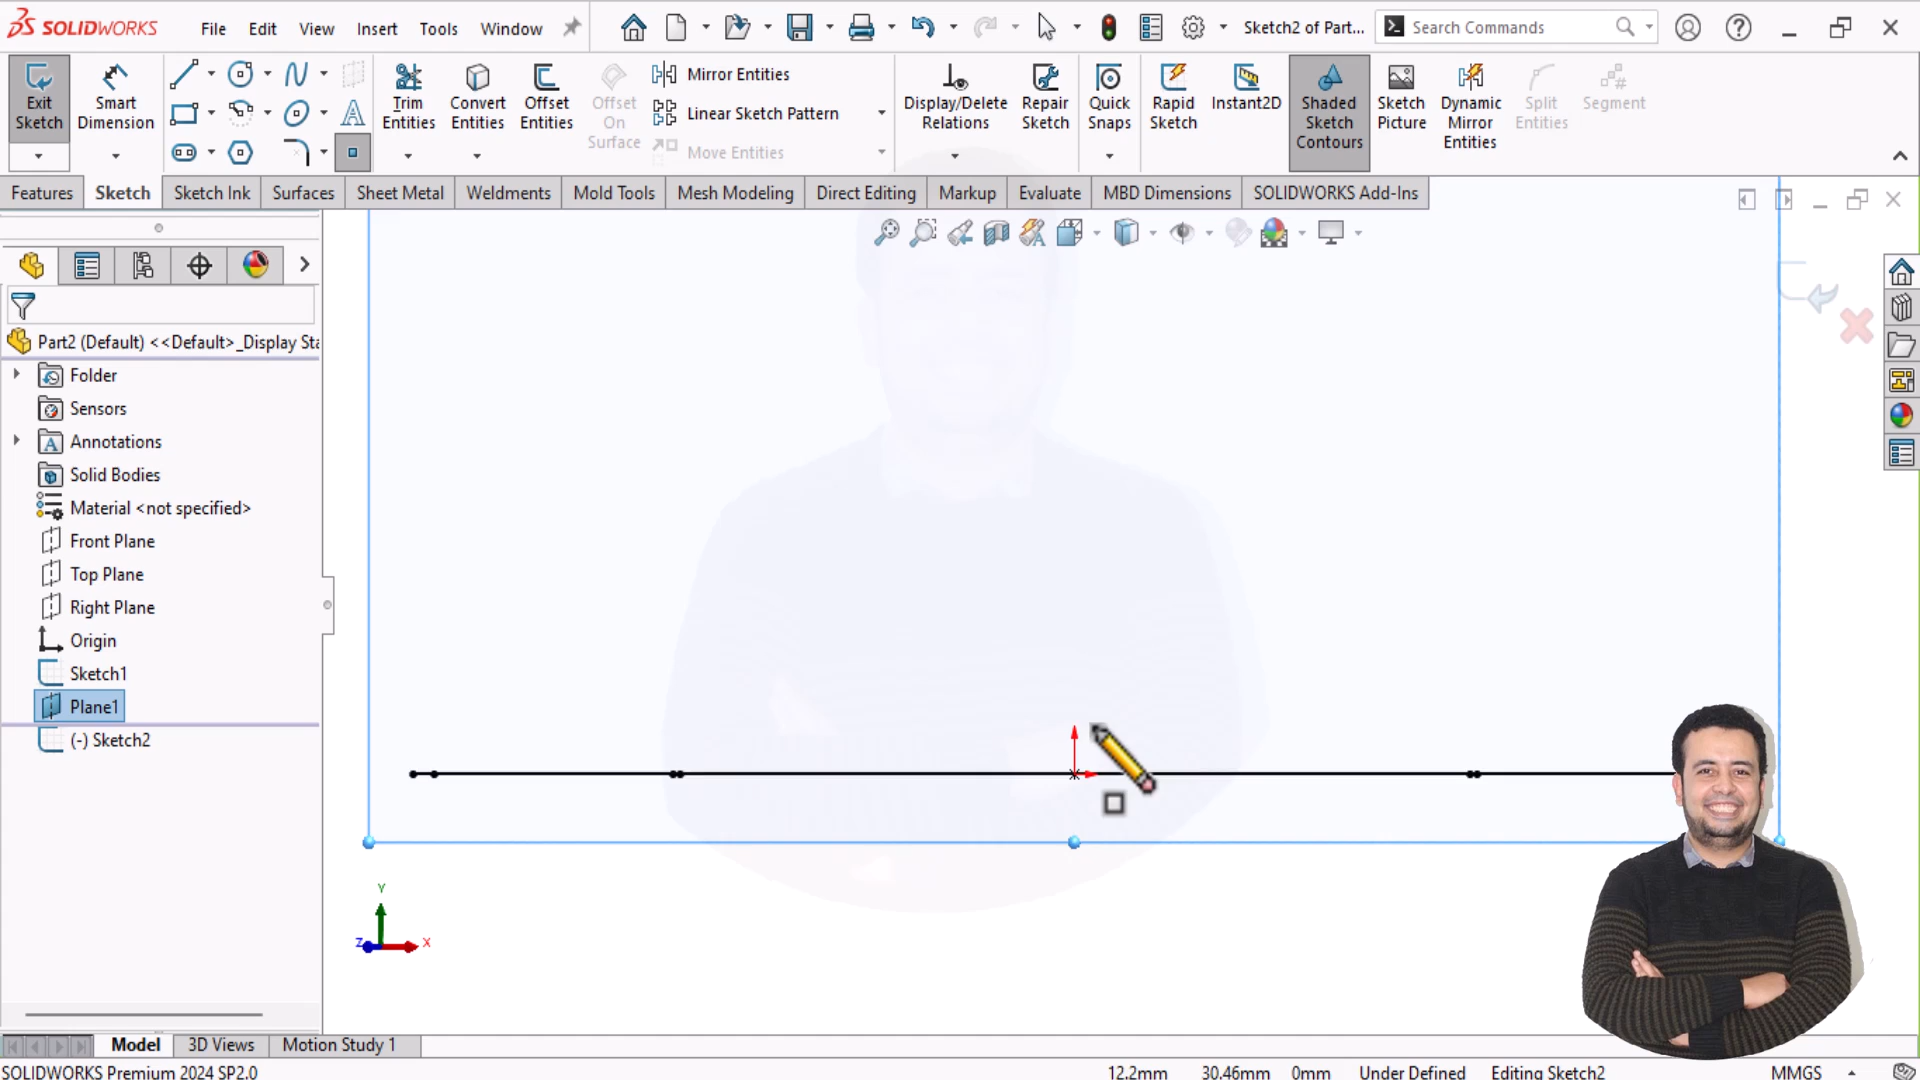 SOLIDWORKS File Edit View Insert Tools Window Sketch2 of Part... Search Commands
Exit Sketch
Smart Dimension
Trim Entities
Convert Entities
Offset Entities
Offset On Surface
Mirror Entities
Linear Sketch Pattern
Move Entities
Display/Delete Relations
Repair Sketch
Quick Snaps
Rapid Sketch
Instant2D
Shaded Sketch Contours
Sketch Picture
Dynamic Mirror Entities
Split Entities
Segment
Features Sketch Sketch Ink Surfaces Sheet Metal Weldments Mold Tools Mesh Modeling Direct Editing Markup Evaluate MBD Dimensions SOLIDWORKS Add-Ins
Part2 (Default) <<Default>_Display Sta
Folder
Sensors
Annotations
Solid Bodies
Material <not specified>
Front Plane
Top Plane
Right Plane
Origin
Sketch1
Plane1
(-) Sketch2
Y
Z
X
Model 3D Views Motion Study 1
SOLIDWORKS Premium 2024 SP2.0 12.2mm 30.46mm 0mm Under Defined Editing Sketch2 MMGS